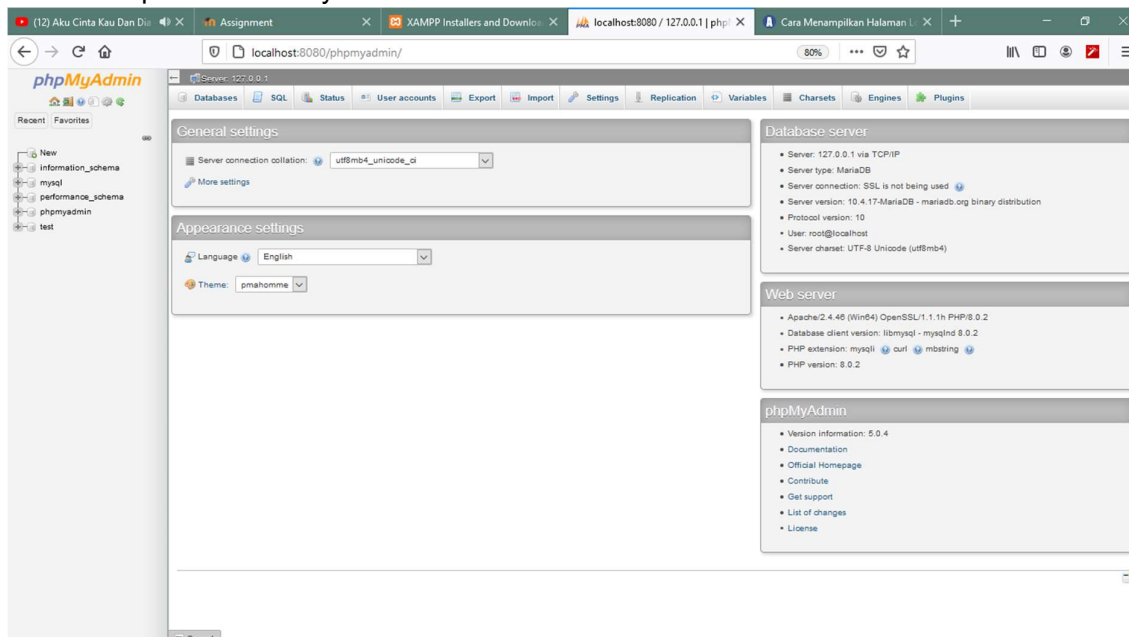 (12) Aku Cinta Kau Dan Dia
Assignment
XAMPP Installers and Downloa
localhost:8080 / 127.0.0.1 | php
Cara Menampilkan Halaman Lo
localhost:8080/phpmyadmin/
80%
phpMyAdmin
Recent Favorites
New
information_schema
mysql
performance_schema
phpmyadmin
test
Server: 127.0.0.1
Databases SQL Status User accounts Export Import Settings Replication Variables Charsets Engines Plugins
General settings
Server connection collation: utf8mb4_unicode_ci
More settings
Appearance settings
Language English
Theme: pmahomme
Database server
Server: 127.0.0.1 via TCP/IP
Server type: MariaDB
Server connection: SSL is not being used
Server version: 10.4.17-MariaDB - mariadb.org binary distribution
Protocol version: 10
User: root@localhost
Server charset: UTF-8 Unicode (utf8mb4)
Web server
Apache/2.4.46 (Win64) OpenSSL/1.1.1h PHP/8.0.2
Database client version: libmysql - mysqlnd 8.0.2
PHP extension: mysqli curl mbstring
PHP version: 8.0.2
phpMyAdmin
Version information: 5.0.4
Documentation
Official Homepage
Contribute
Get support
List of changes
License